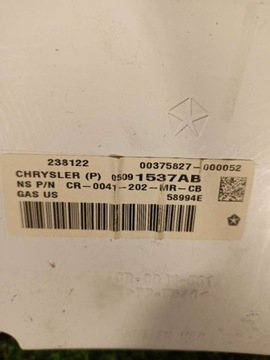 238122 00375827-000052
CHRYSLER (P) 05091537AB
NS P/N CR-0041-202-MR-CB
GAS US 58994E